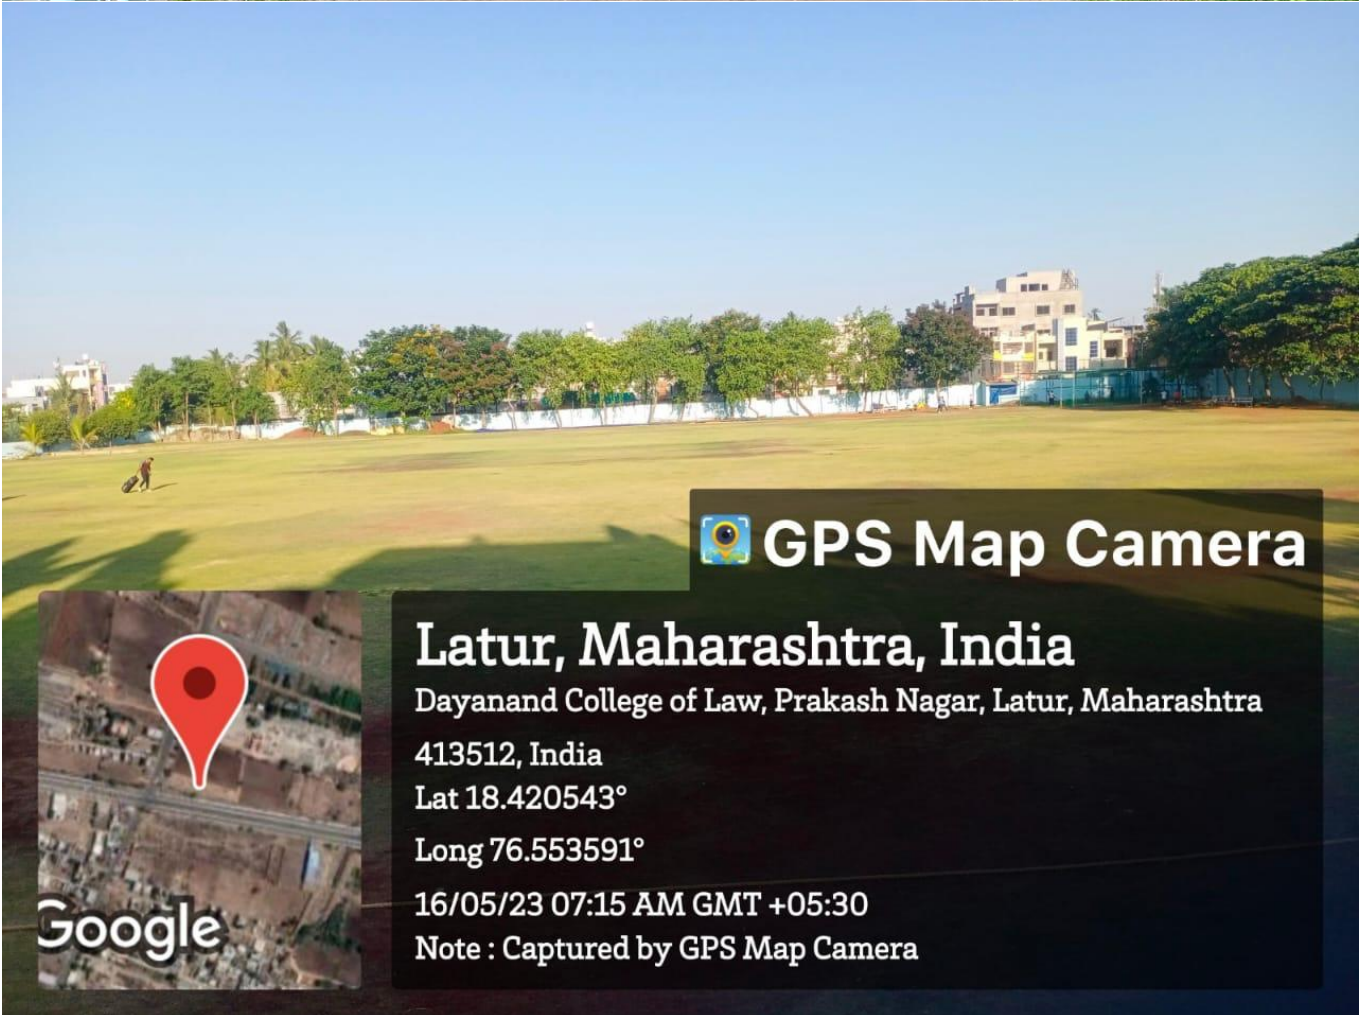 GPS Map Camera
Latur, Maharashtra, India
Dayanand College of Law, Prakash Nagar, Latur, Maharashtra
413512, India
Lat 18.420543°
Long 76.553591°
16/05/23 07:15 AM GMT +05:30
Note : Captured by GPS Map Camera
Google